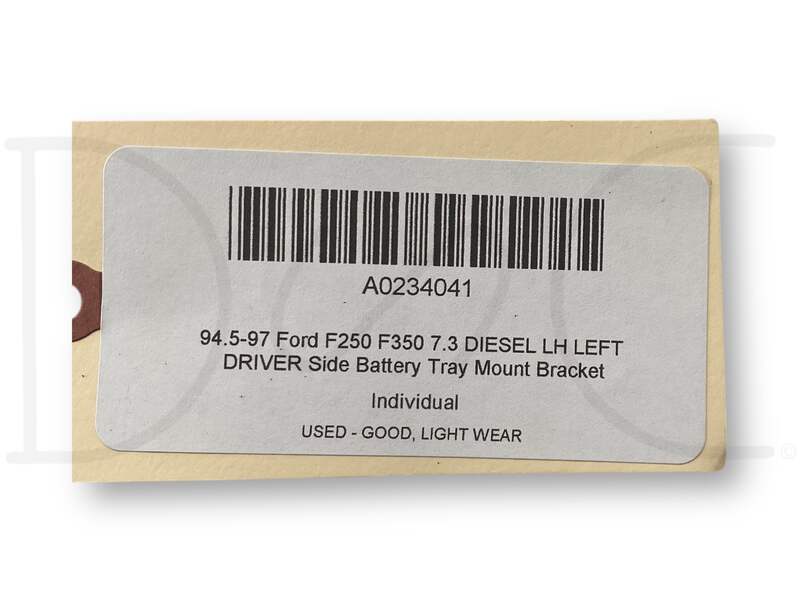 A0234041
94.5-97 Ford F250 F350 7.3 DIESEL LH LEFT
DRIVER Side Battery Tray Mount Bracket
Individual
USED - GOOD, LIGHT WEAR